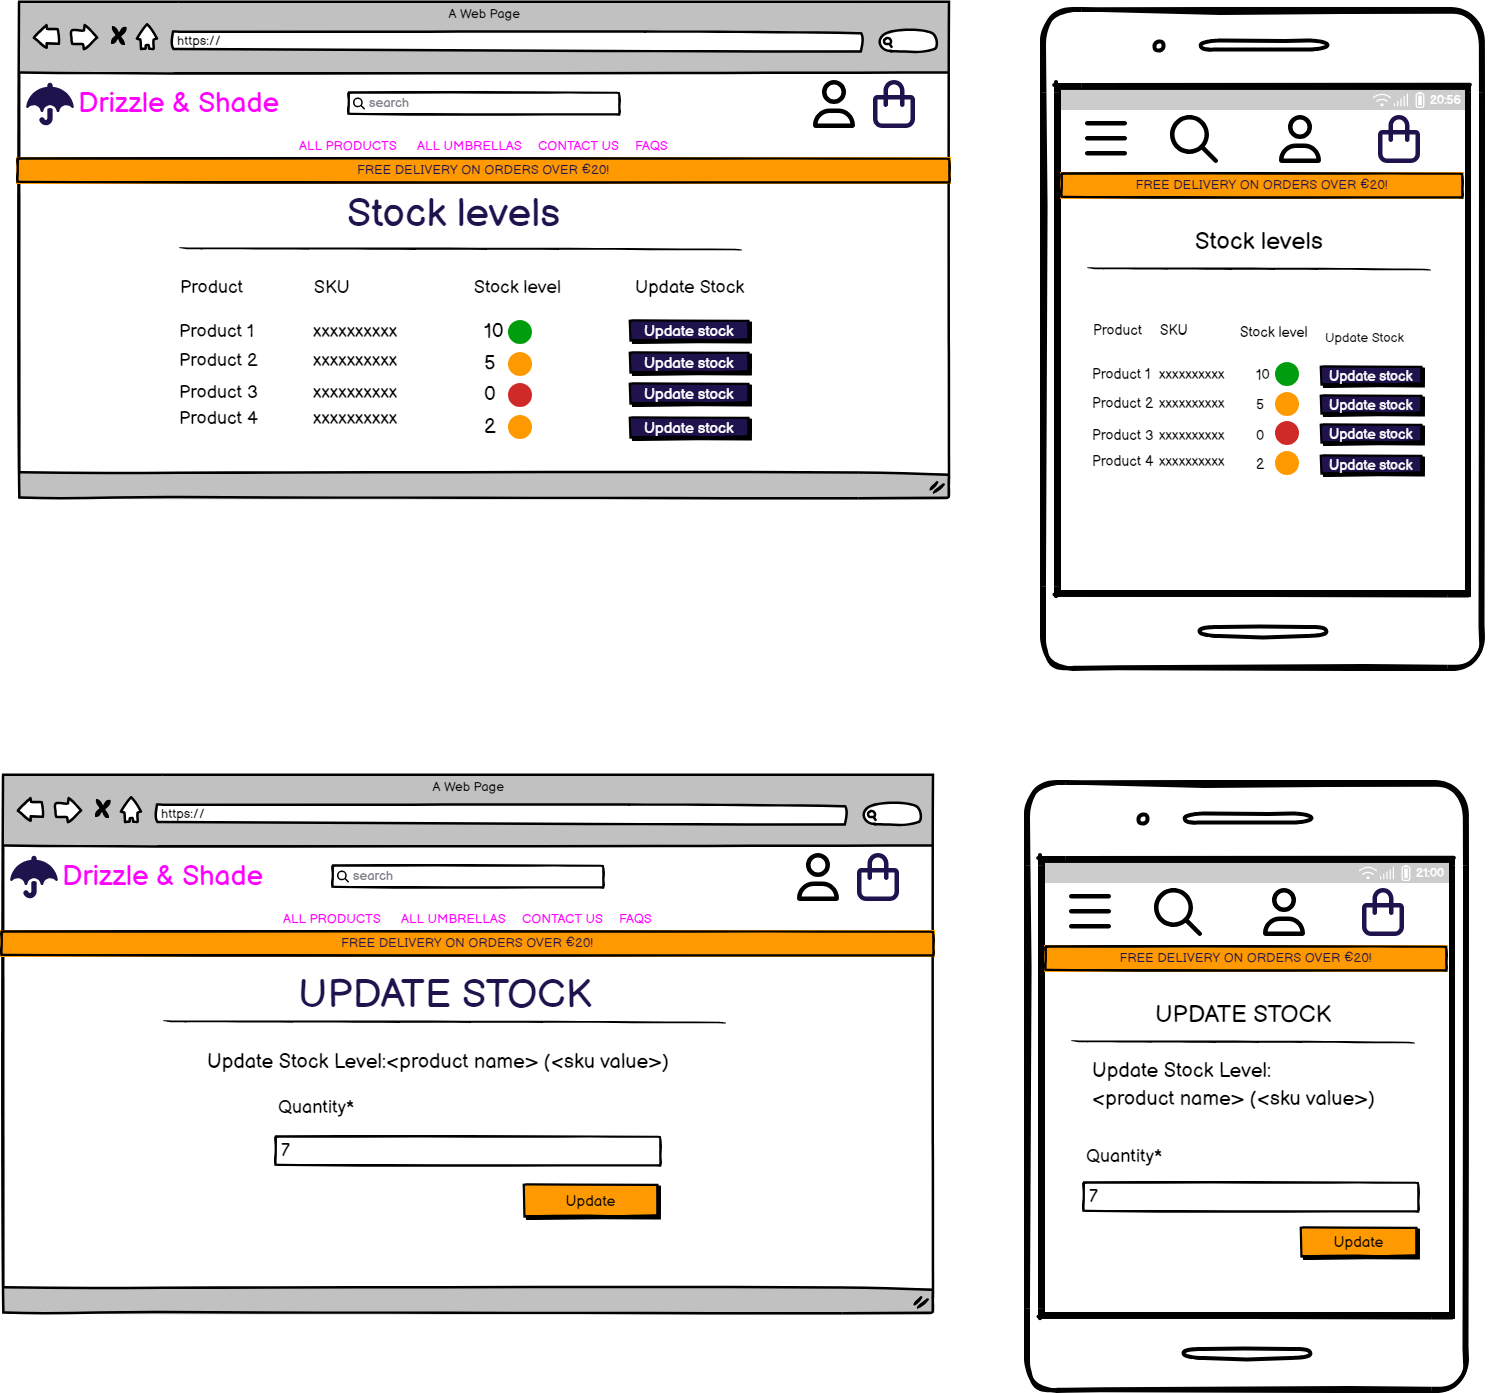 A Web Page
https://
Drizzle & Shade
search
ALL PRODUCTS ALL UMBRELLAS CONTACT US FAQS
FREE DELIVERY ON ORDERS OVER €20!
Stock levels
Product SKU Stock level Update Stock
Product 1 xxxxxxxxxx 10 Update stock
Product 2 xxxxxxxxxx 5 Update stock
Product 3 xxxxxxxxxx 0 Update stock
Product 4 xxxxxxxxxx 2 Update stock
20:56
FREE DELIVERY ON ORDERS OVER €20!
Stock levels
Product SKU Stock level Update Stock
Product 1 xxxxxxxxxx 10 Update stock
Product 2 xxxxxxxxxx 5 Update stock
Product 3 xxxxxxxxxx 0 Update stock
Product 4 xxxxxxxxxx 2 Update stock
A Web Page
https://
Drizzle & Shade
search
ALL PRODUCTS ALL UMBRELLAS CONTACT US FAQS
FREE DELIVERY ON ORDERS OVER €20!
UPDATE STOCK
Update Stock Level:<product name> (<sku value>)
Quantity*
7
Update
21:00
FREE DELIVERY ON ORDERS OVER €20!
UPDATE STOCK
Update Stock Level:
<product name> (<sku value>)
Quantity*
7
Update